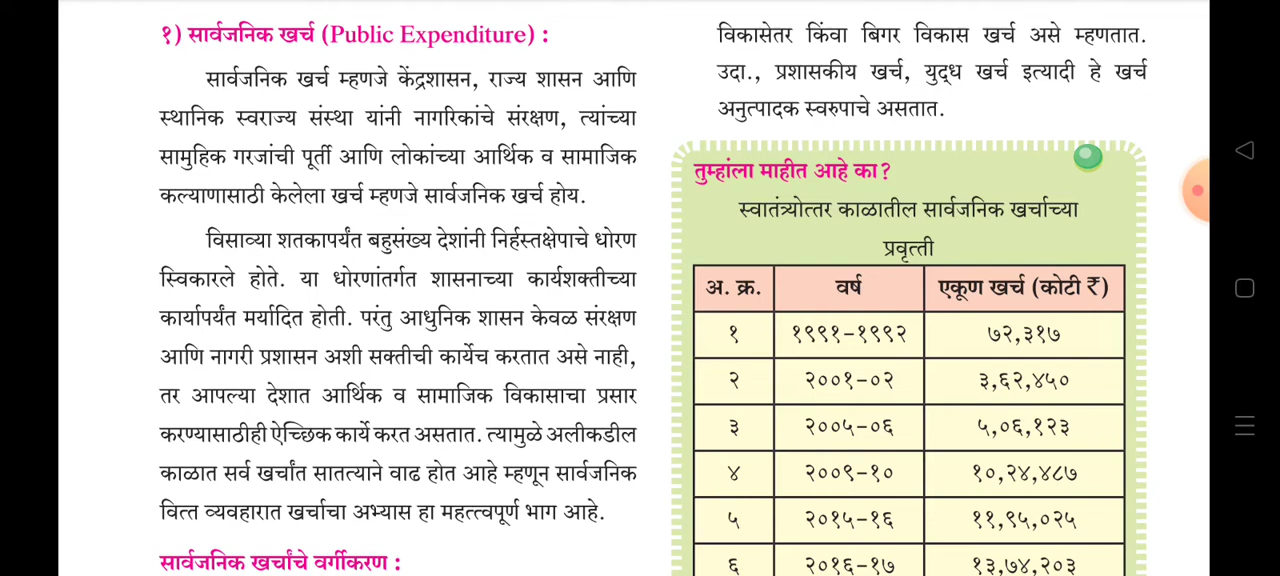 १) सार्वजनिक खर्च (Public Expenditure) :
सार्वजनिक खर्च म्हणजे केंद्रशासन, राज्य शासन आणि
स्थानिक स्वराज्य संस्था यांनी नागरिकांचे संरक्षण, त्यांच्या
सामुहिक गरजांची पूर्ती आणि लोकांच्या आर्थिक व सामाजिक
कल्याणासाठी केलेला खर्च म्हणजे सार्वजनिक खर्च होय.
विसाव्या शतकापर्यंत बहुसंख्य देशांनी निर्हस्तक्षेपाचे धोरण
स्विकारले होते. या धोरणांतर्गत शासनाच्या कार्यशक्तीच्या
कार्यापर्यंत मर्यादित होती. परंतु आधुनिक शासन केवळ संरक्षण
आणि नागरी प्रशासन अशी सक्तीची कार्येच करतात असे नाही,
तर आपल्या देशात आर्थिक व सामाजिक विकासाचा प्रसार
करण्यासाठीही ऐच्छिक कार्ये करत असतात. त्यामुळे अलीकडील
काळात सर्व खर्चांत सातत्याने वाढ होत आहे म्हणून सार्वजनिक
वित्त व्यवहारात खर्चाचा अभ्यास हा महत्त्वपूर्ण भाग आहे.
सार्वजनिक खर्चांचे वर्गीकरण :
विकासेतर किंवा बिगर विकास खर्च असे म्हणतात.
उदा., प्रशासकीय खर्च, युद्ध खर्च इत्यादी हे खर्च
अनुत्पादक स्वरुपाचे असतात.
तुम्हांला माहीत आहे का?
स्वातंत्र्योत्तर काळातील सार्वजनिक खर्चाच्या
प्रवृत्ती
अ. क्र. वर्ष एकूण खर्च (कोटी ₹)
१ १९९१-१९९२ ७२,३१७
२ २००१-०२ ३,६२,४५०
३ २००५-०६ ५,०६,१२३
४ २००९-१० १०,२४,४८७
५ २०१५-१६ ११,९५,०२५
६ २०१६-१७ १३,७४,२०३